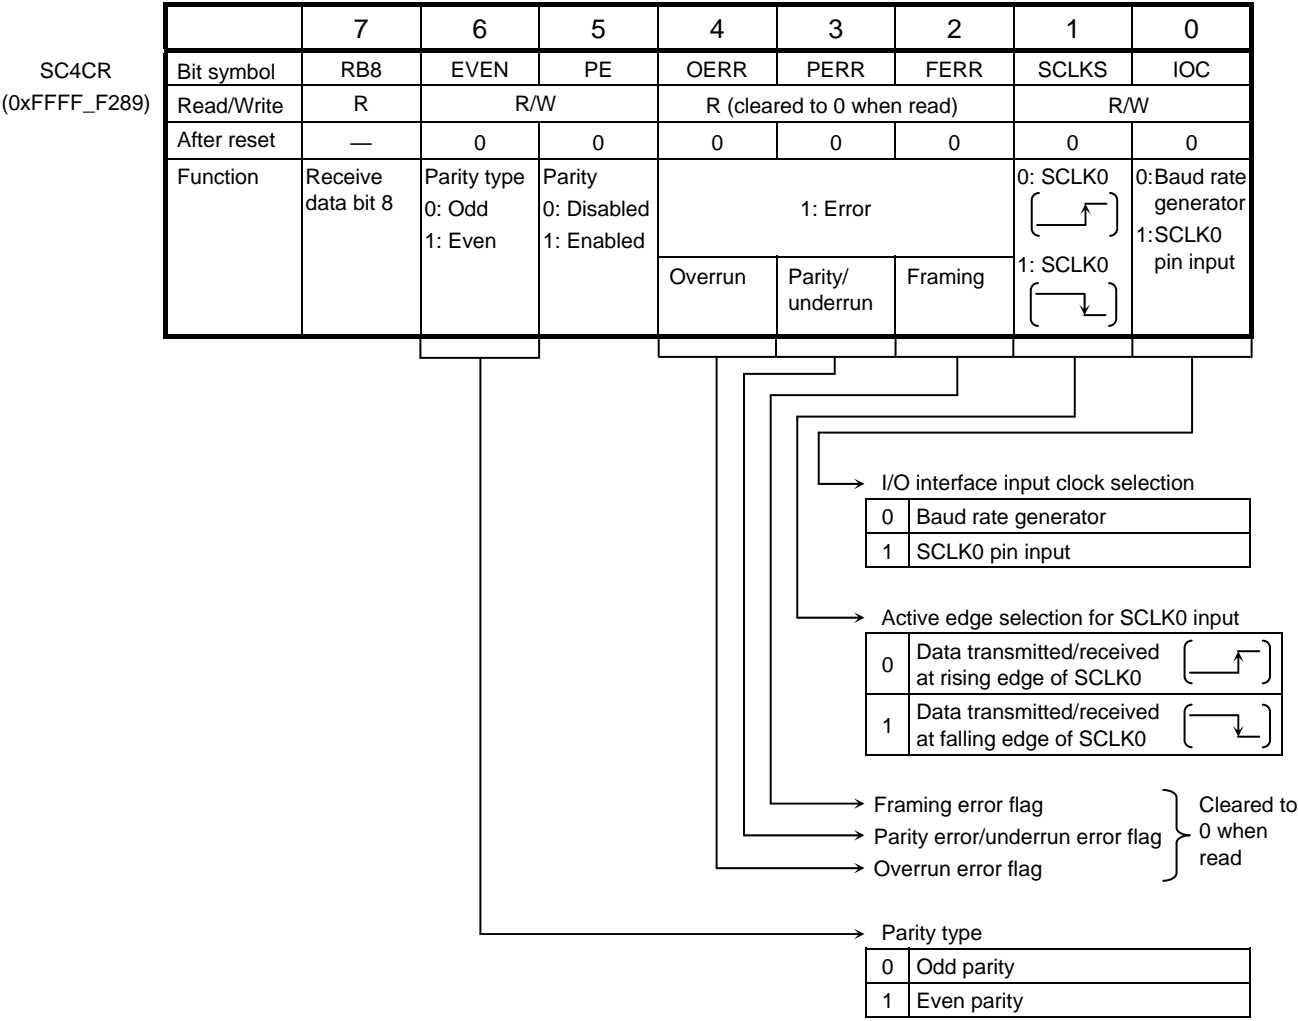 7 6 5 4 3 2 1 0
SC4CR
(0xFFFF_F289)
Bit symbol RB8 EVEN PE OERR PERR FERR SCLKS IOC
Read/Write R R/W R (cleared to 0 when read) R/W
After reset — 0 0 0 0 0 0 0
Function
Receive
data bit 8
Parity type
0: Odd
1: Even
Parity
0: Disabled
1: Enabled
1: Error
Overrun
Parity/
underrun
Framing
0: SCLK0
1: SCLK0
0:Baud rate
generator
1:SCLK0
pin input
I/O interface input clock selection
0 Baud rate generator
1 SCLK0 pin input
Active edge selection for SCLK0 input
0 Data transmitted/received
at rising edge of SCLK0
1 Data transmitted/received
at falling edge of SCLK0
Framing error flag
Parity error/underrun error flag
Overrun error flag
Cleared to
0 when
read
Parity type
0 Odd parity
1 Even parity